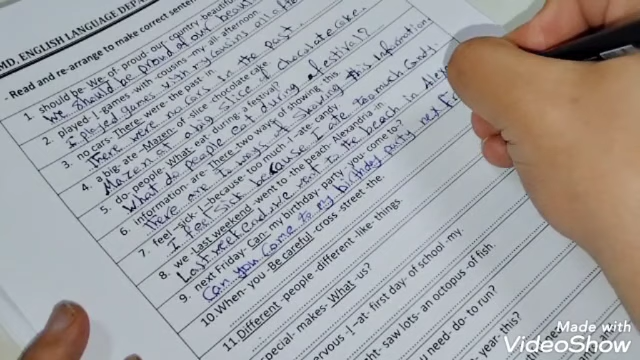 MD, ENGLISH LANGUAGE DEP
- Read and re-arrange to make correct senten
1. should be- We- of- proud- our- country- beautiful
We should be proud of our beau
2. played- I- games -with -cousins -my- all- afternoon
I played games with my cousins all afte
3. no cars- There- were- the- past- in
There were no cars in the past.
4. a big- ate - Mazen- of- slice- chocolate cake.
Mazen a big slice of chocolate cake.
5. do- people- What- eat- during- a- festival?
What do people eat during a festival?
6. information- are- There- two ways- of- showing- this
There are two ways of showing this information
7. feel -sick- I -because- too much- I -ate- candy
I feel sick because I ate too much candy
8. we- Last weekend -went -to -the beach- Alexandria- in
Last weekend, we went to the beach in Alex
9. next Friday- Can- my birthday- party- you- come- to?
Can you come to my birthday party next Fr
10. When- you- Be careful -cross -street -the.
11. Different -people -different -like- things.
special- makes- What -us?
ervous -I -at- first- day- of- school- my.
ht- saw- lots- an octopus -of fish.
need- do- to run?
- year- this?
Made with
VideoShow